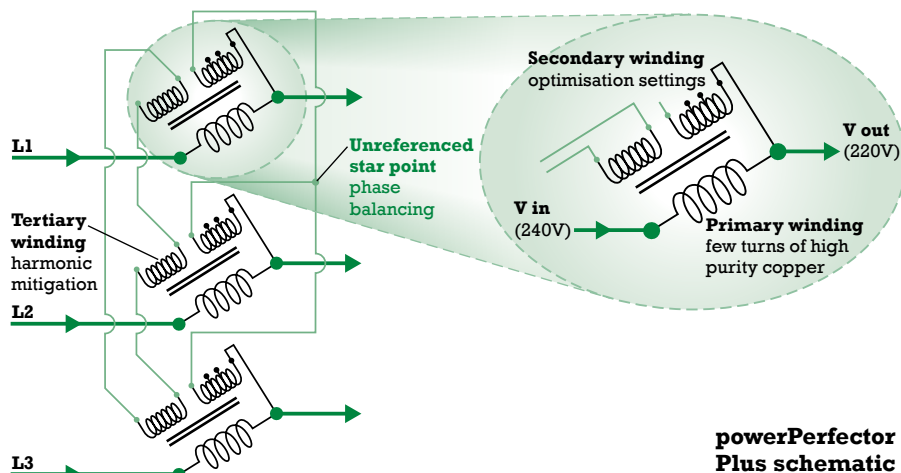 Secondary winding
optimisation settings
V out
(220V)
L1
Unreferenced
star point
phase
balancing
V in
(240V)
Primary winding
few turns of high
purity copper
Tertiary
winding
harmonic
mitigation
L2
L3
powerPerfector
Plus schematic